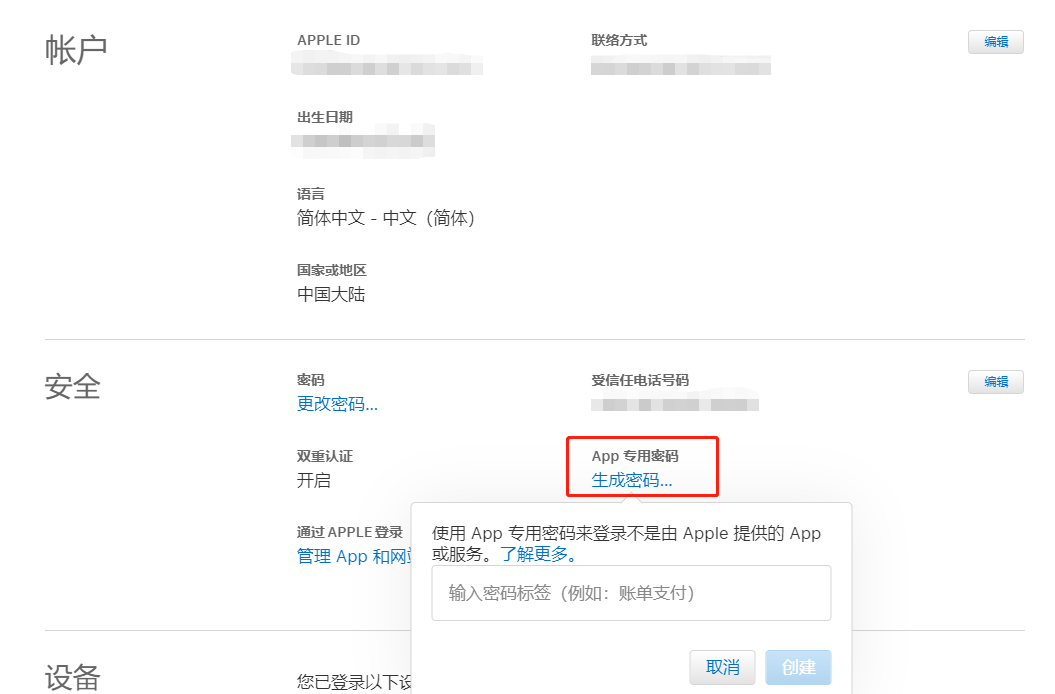 帐户
APPLE ID
联络方式
编辑
出生日期
语言
简体中文 - 中文（简体）
国家或地区
中国大陆
安全
密码
更改密码...
受信任电话号码
编辑
双重认证
开启
App 专用密码
生成密码...
通过 APPLE 登录
管理 App 和网
使用 App 专用密码来登录不是由 Apple 提供的 App
或服务。了解更多。
输入密码标签（例如：账单支付）
取消
创建
设备
您已登录以下设